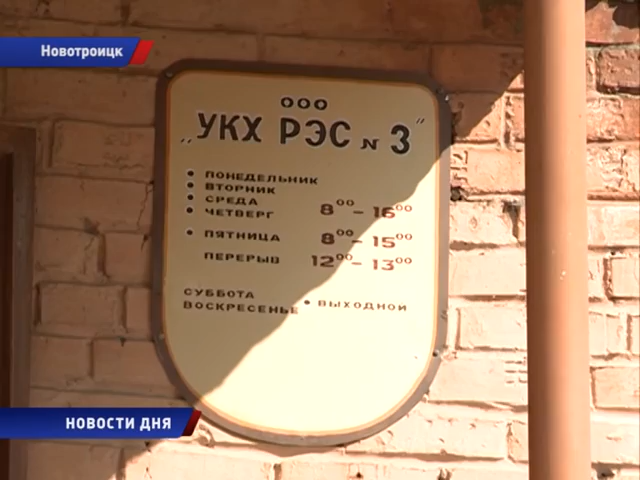 Новотроицк
ООО
„УКХ РЭС N 3"
• ПОНЕДЕЛЬНИК
• ВТОРНИК
• СРЕДА
• ЧЕТВЕРГ 8⁰⁰ – 16⁰⁰
• ПЯТНИЦА 8⁰⁰ – 15⁰⁰
ПЕРЕРЫВ 12⁰⁰ – 13⁰⁰
СУББОТА
ВОСКРЕСЕНЬЕ • ВЫХОДНОЙ
НОВОСТИ ДНЯ